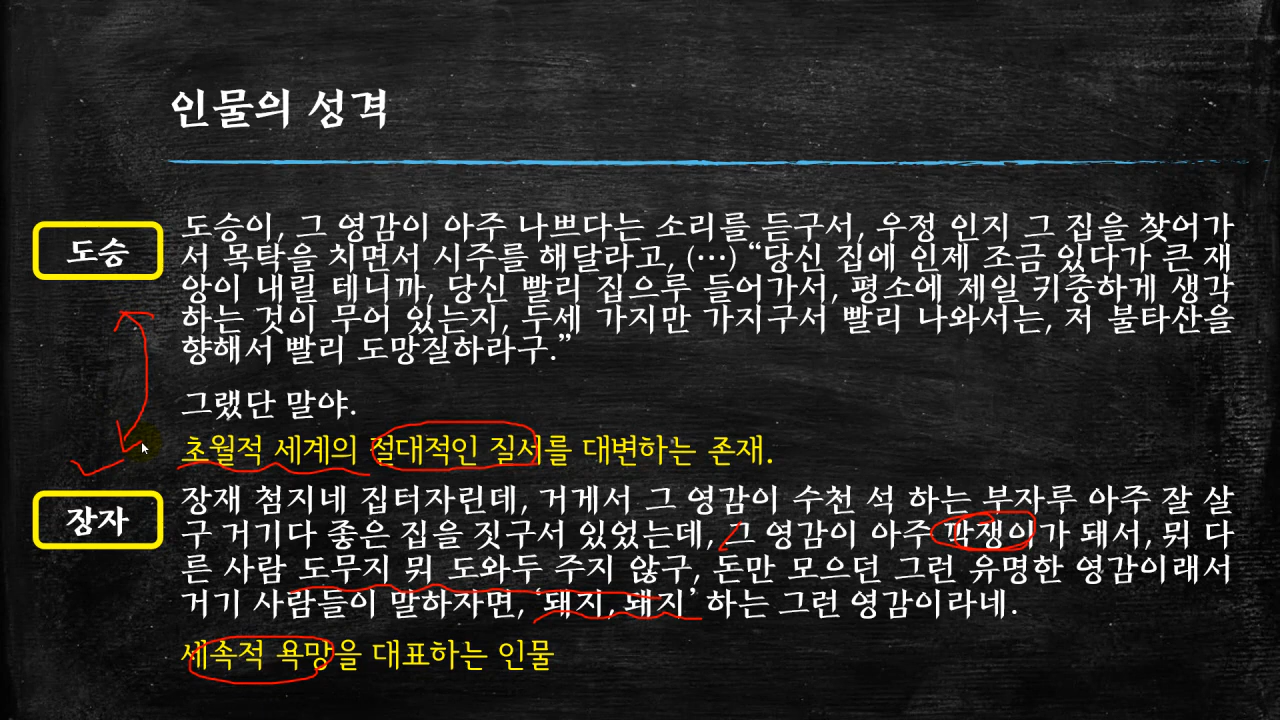 인물의 성격
도승
도승이, 그 영감이 아주 나쁘다는 소리를 듣구서, 우정 인지 그 집을 찾어가
서 목탁을 치면서 시주를 해달라고, (…) “당신 집에 인제 조금 있다가 큰 재
앙이 내릴 테니까, 당신 빨리 집으루 들어가서, 평소에 제일 귀중하게 생각
하는 것이 무어 있는지, 두세 가지만 가지구서 빨리 나와서는, 저 불타산을
향해서 빨리 도망질하라구.”
그랬단 말야.
초월적 세계의 절대적인 질서를 대변하는 존재.
장자
장재 첨지네 집터자린데, 거게서 그 영감이 수천 석 하는 부자루 아주 잘 살
구 거기다 좋은 집을 짓구서 있었는데, 그 영감이 아주 깍쟁이가 돼서, 뭐 다
른 사람 도무지 뭐 도와두 주지 않구, 돈만 모으던 그런 유명한 영감이래서
거기 사람들이 말하자면, ‘돼지, 돼지’ 하는 그런 영감이라네.
세속적 욕망을 대표하는 인물